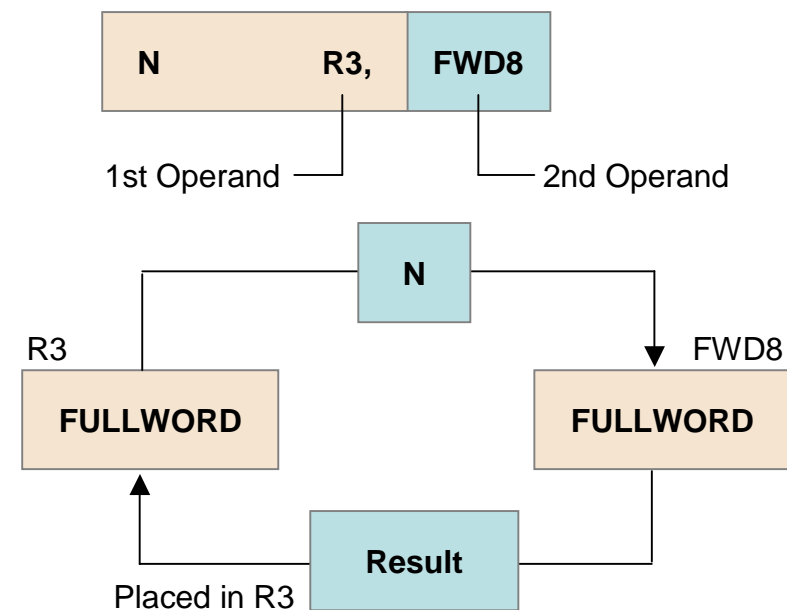 N R3, FWD8
1st Operand 2nd Operand
N
R3 FWD8
FULLWORD FULLWORD
Result
Placed in R3